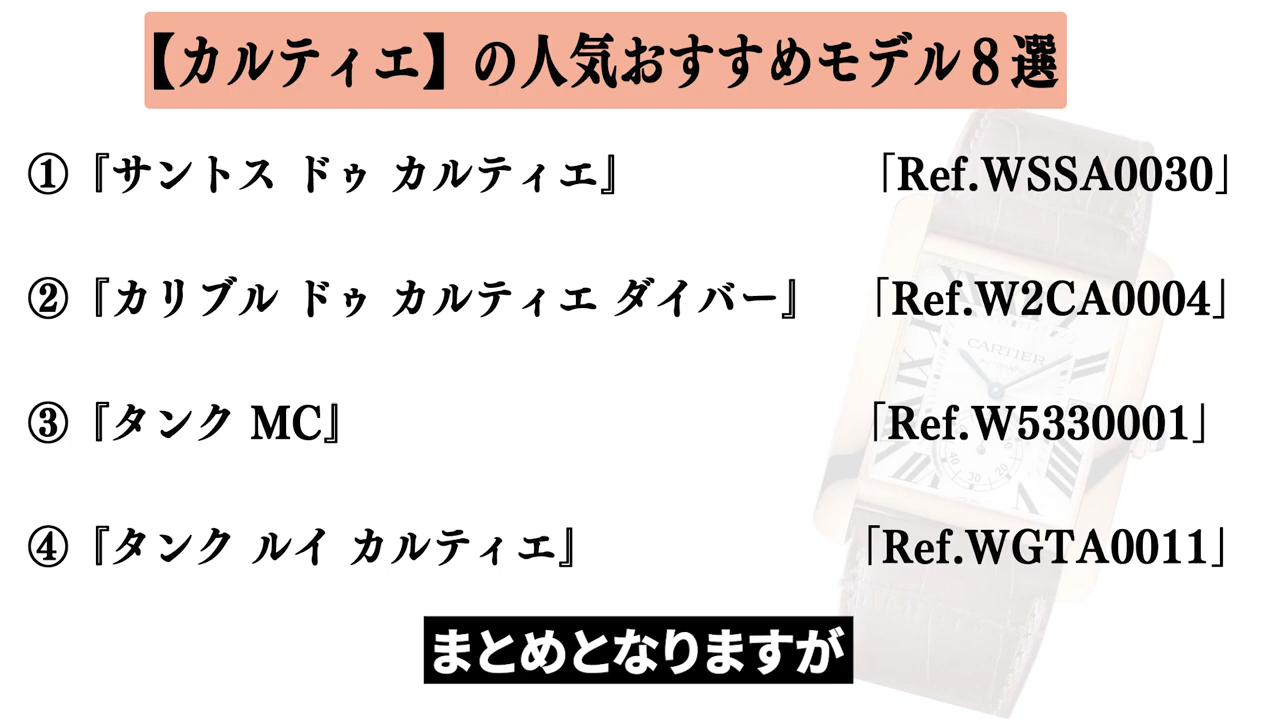 【カルティエ】の人気おすすめモデル８選
①『サントス ドゥ カルティエ』 「Ref.WSSA0030」
②『カリブル ドゥ カルティエ ダイバー』 「Ref.W2CA0004」
③『タンク MC』 「Ref.W5330001」
④『タンク ルイ カルティエ』 「Ref.WGTA0011」
CARTIER
40
30
20
まとめとなりますが